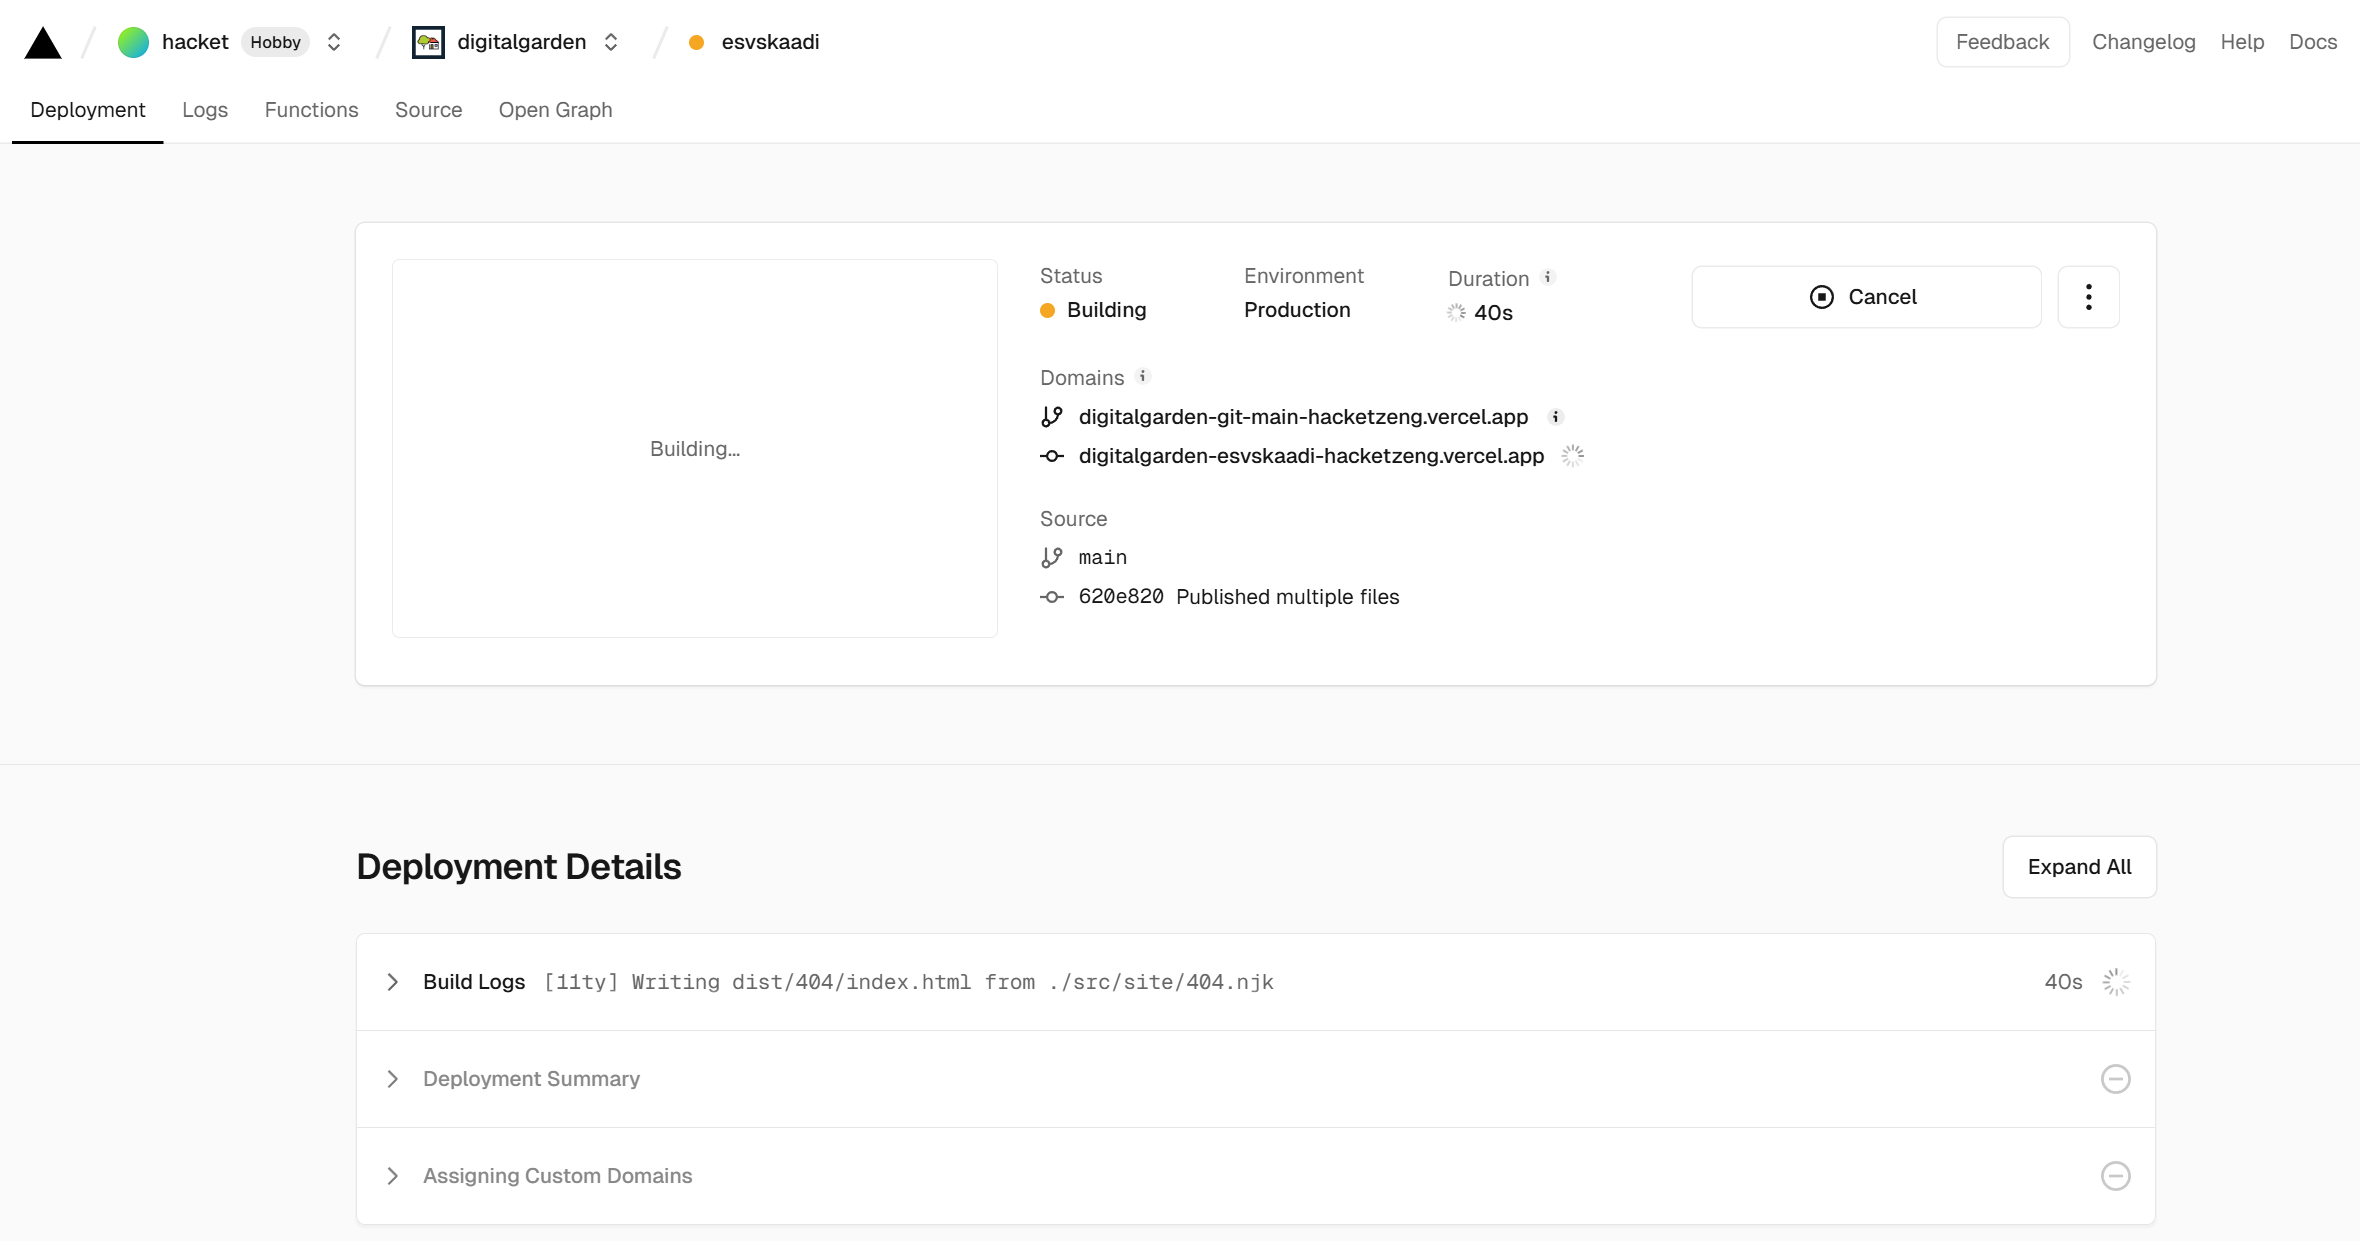 hacket Hobby digitalgarden esvskaadi Feedback Changelog Help Docs
Deployment Logs Functions Source Open Graph
Status Environment Duration
Building Production 40s Cancel
Building...
Domains
digitalgarden-git-main-hacketzeng.vercel.app
digitalgarden-esvskaadi-hacketzeng.vercel.app
Source
main
620e820 Published multiple files
Deployment Details Expand All
Build Logs [11ty] Writing dist/404/index.html from ./src/site/404.njk 40s
Deployment Summary
Assigning Custom Domains